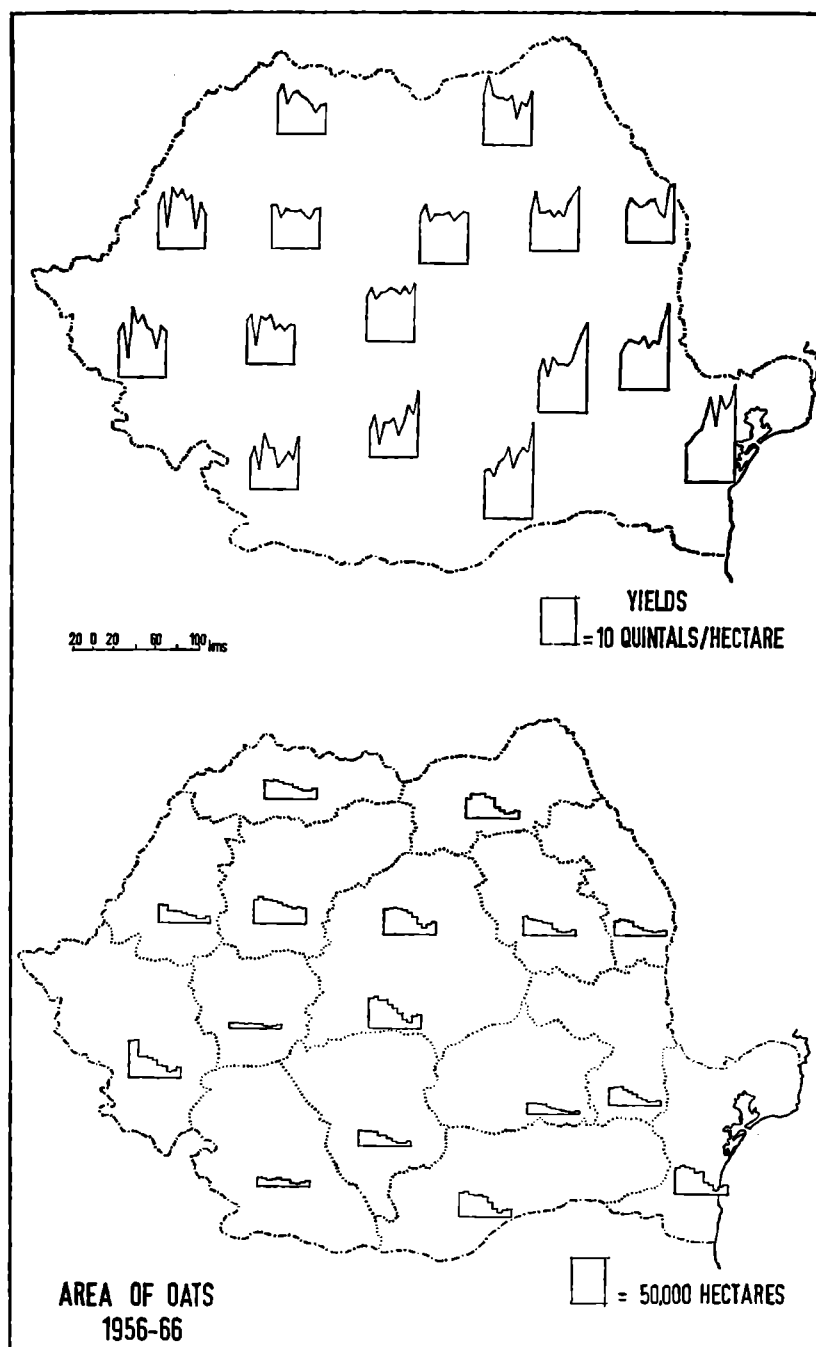 YIELDS
= 10 QUINTALS/HECTARE
20 0 20 60 100 kms
AREA OF OATS
1956-66
= 50,000 HECTARES